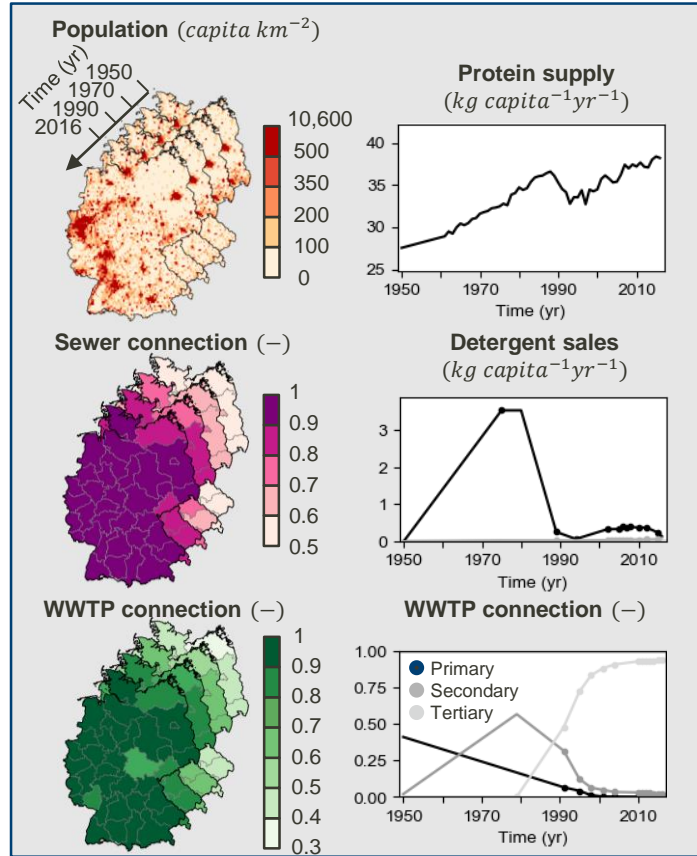 Population (capita km⁻²)
Time (yr)
1950
1970
1990
2016
10,600
500
350
200
100
0
Protein supply
(kg capita⁻¹yr⁻¹)
40
35
30
25
1950 1970 1990 2010
Time (yr)
Sewer connection (−)
1
0.9
0.8
0.7
0.6
0.5
Detergent sales
(kg capita⁻¹yr⁻¹)
3
2
1
0
1950 1970 1990 2010
Time (yr)
WWTP connection (−)
1
0.9
0.8
0.7
0.6
0.5
0.4
0.3
WWTP connection (−)
1.00
0.75
0.50
0.25
0.00
Primary
Secondary
Tertiary
1950 1970 1990 2010
Time (yr)